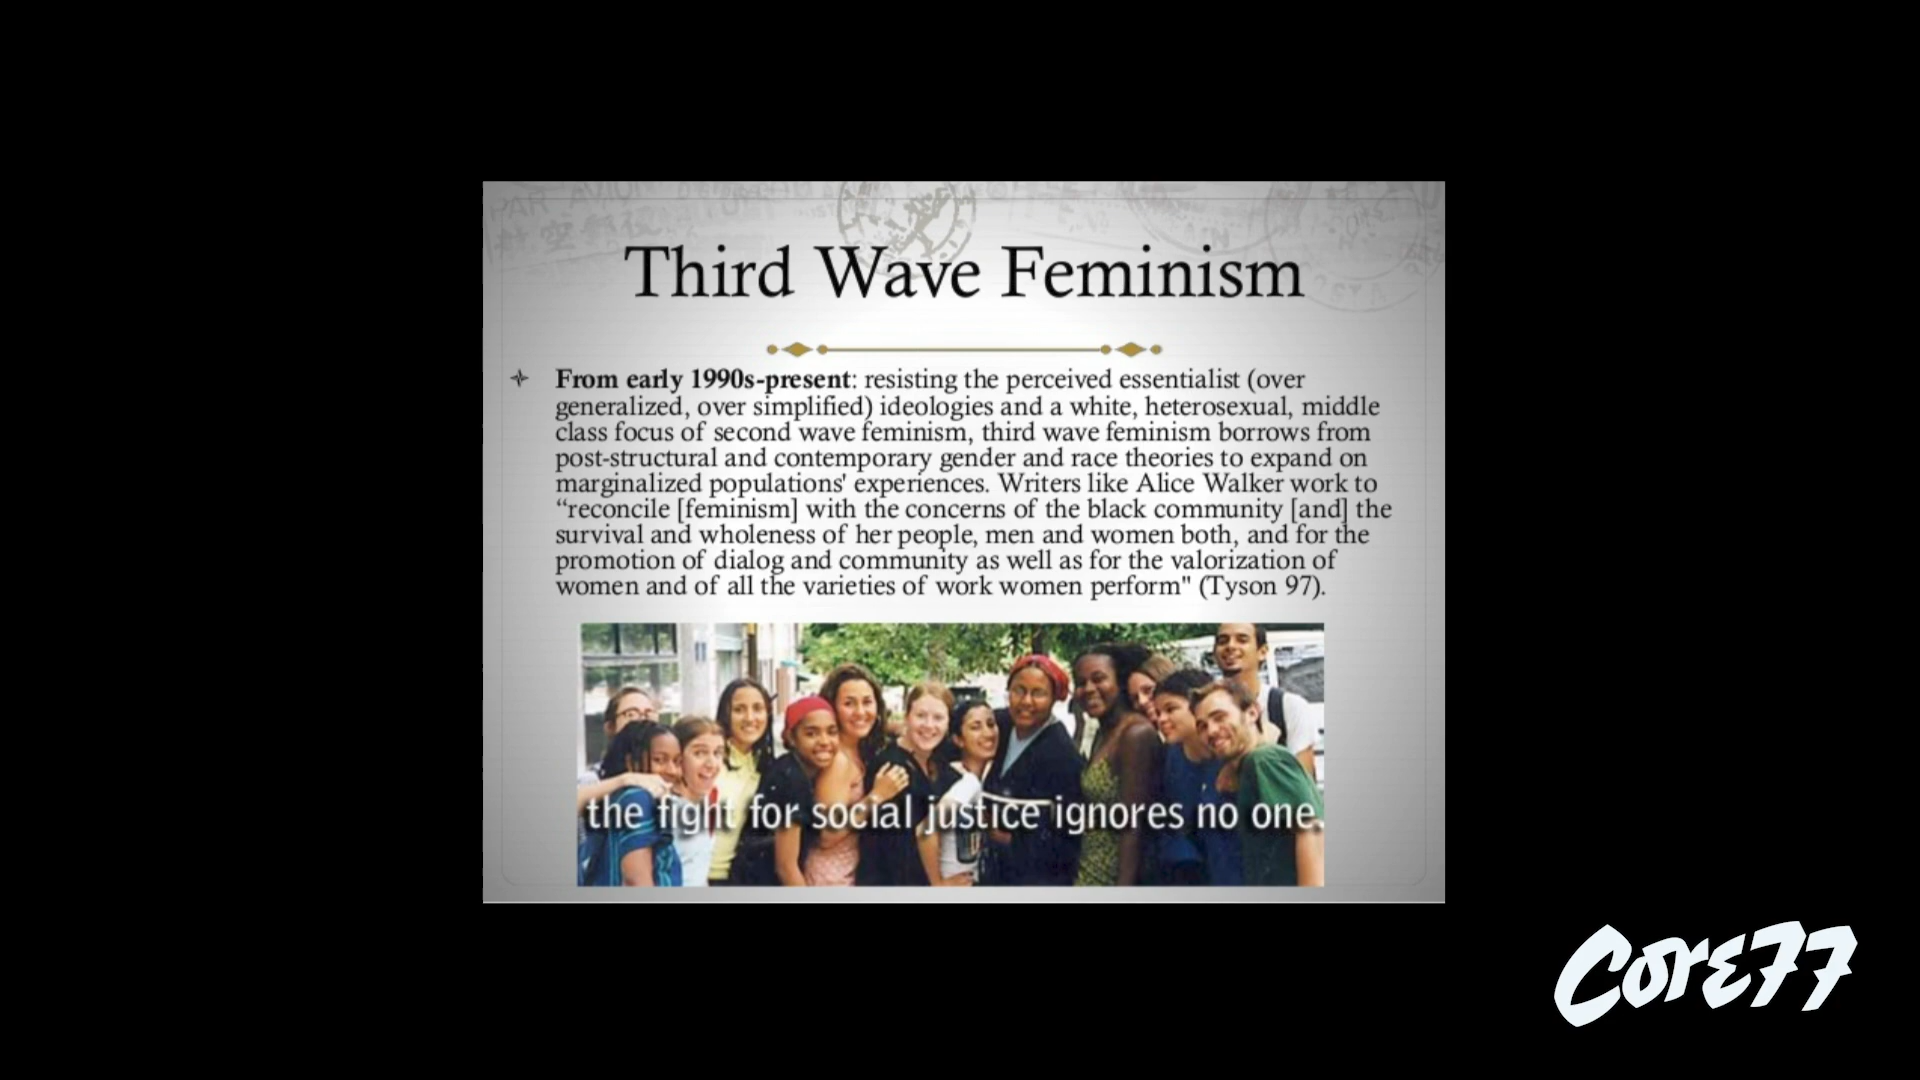 Third Wave Feminism
From early 1990s-present: resisting the perceived essentialist (over
generalized, over simplified) ideologies and a white, heterosexual, middle
class focus of second wave feminism, third wave feminism borrows from
post-structural and contemporary gender and race theories to expand on
marginalized populations' experiences. Writers like Alice Walker work to
“reconcile [feminism] with the concerns of the black community [and] the
survival and wholeness of her people, men and women both, and for the
promotion of dialog and community as well as for the valorization of
women and of all the varieties of work women perform" (Tyson 97).
the fight for social justice ignores no one.
Core77